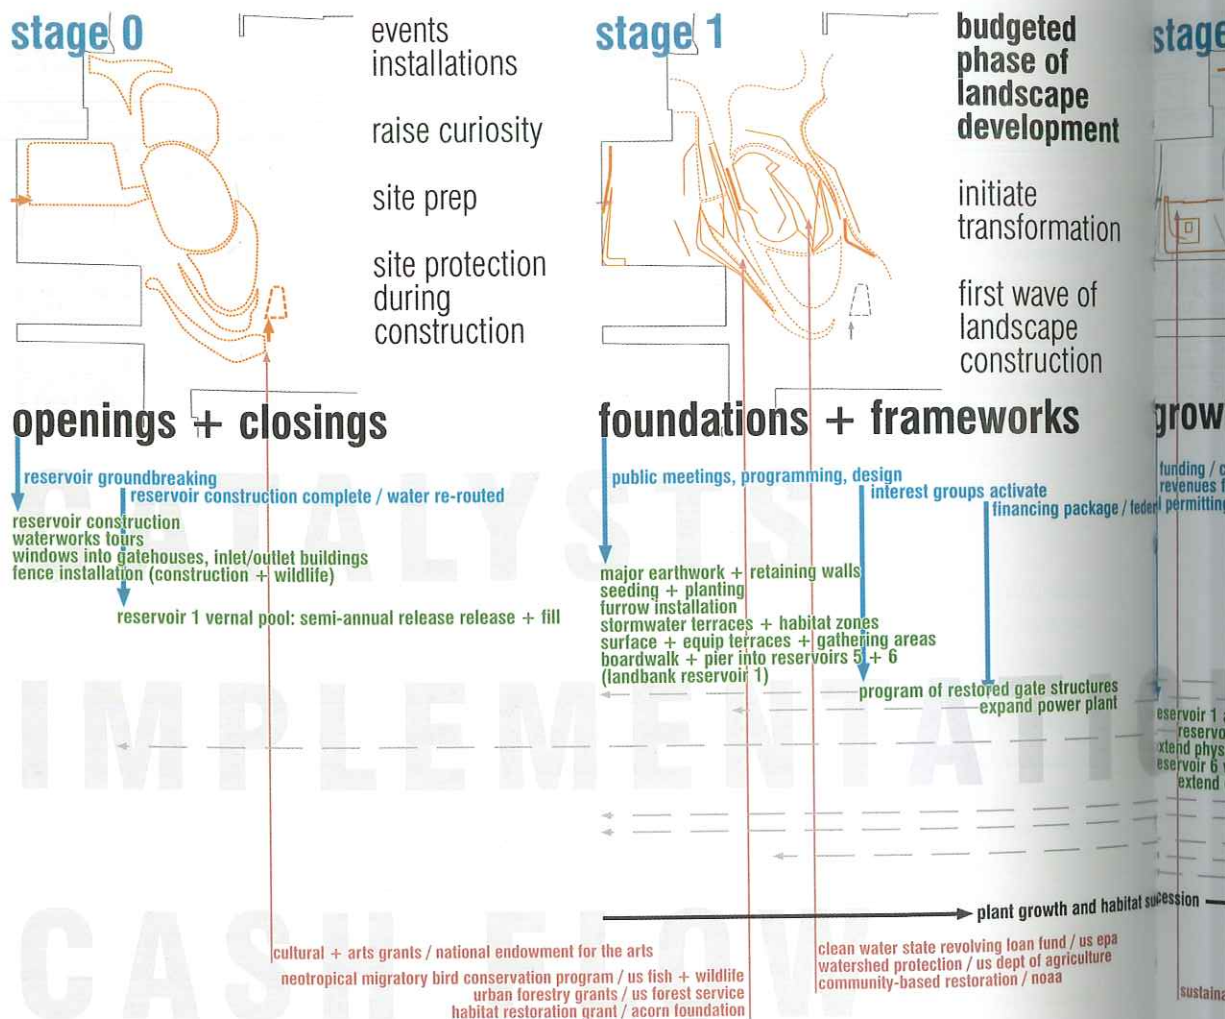 stage 0
events
installations
raise curiosity
site prep
site protection
during
construction
openings + closings
reservoir groundbreaking
reservoir construction complete / water re-routed
reservoir construction
waterworks tours
windows into gatehouses, inlet/outlet buildings
fence installation (construction + wildlife)
reservoir 1 vernal pool: semi-annual release release + fill
stage 1
budgeted
phase of
landscape
development
initiate
transformation
first wave of
landscape
construction
foundations + frameworks
public meetings, programming, design
interest groups activate
financing package / federal permitting
major earthwork + retaining walls
seeding + planting
furrow installation
stormwater terraces + habitat zones
surface + equip terraces + gathering areas
boardwalk + pier into reservoirs 5 + 6
(landbank reservoir 1)
program of restored gate structures
expand power plant
stage
grow
funding /
revenues
eservoir 1
reservo
xtend phys
eservoir 6
extend
CATALYSTS
IMPLEMENTATIO
CASH FLOW
plant growth and habitat sucession
cultural + arts grants / national endowment for the arts
neotropical migratory bird conservation program / us fish + wildlife
urban forestry grants / us forest service
habitat restoration grant / acorn foundation
clean water state revolving loan fund / us epa
watershed protection / us dept of agriculture
community-based restoration / noaa
sustaina